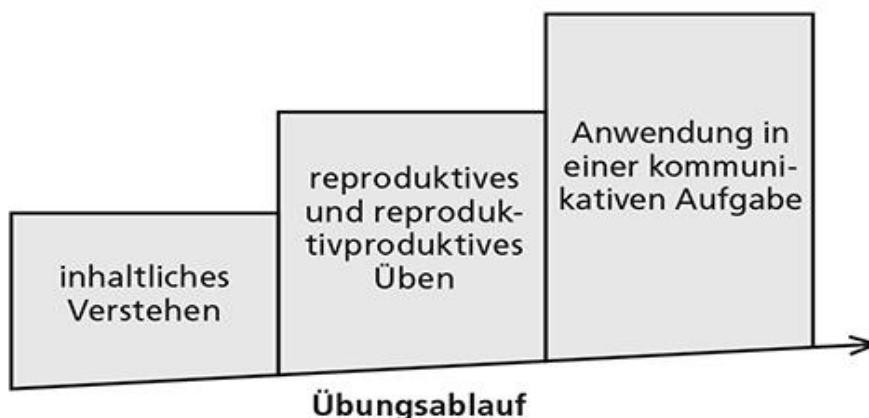 inhaltliches
Verstehen
reproduktives
und reproduk-
tivproduktives
Üben
Anwendung in
einer kommuni-
kativen Aufgabe
Übungsablauf